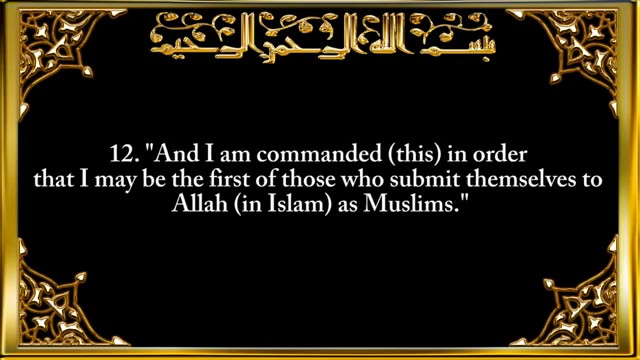 بسم الله الرحمن الرحيم
12. "And I am commanded (this) in order
that I may be the first of those who submit themselves to
Allah (in Islam) as Muslims."